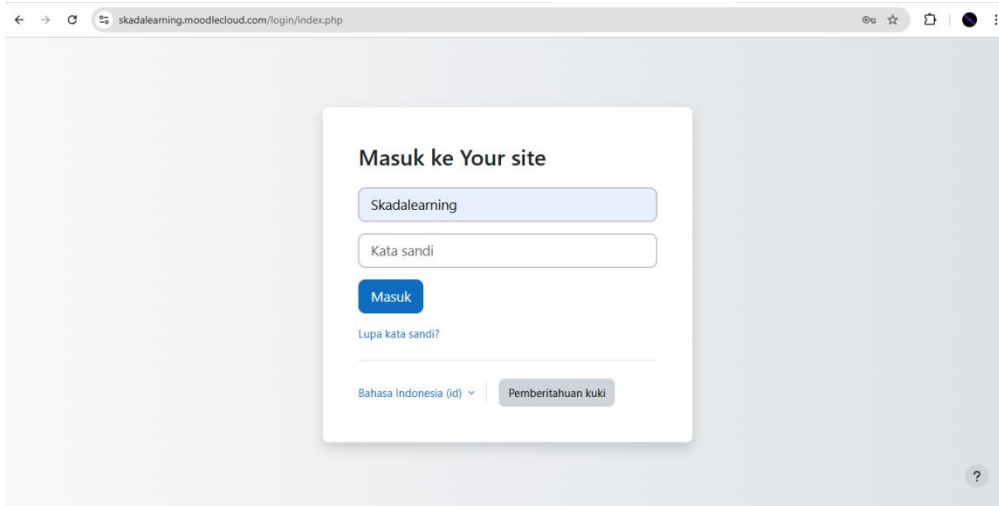 skadalearning.moodlecloud.com/login/index.php
Masuk ke Your site
Skadalearning
Kata sandi
Masuk
Lupa kata sandi?
Bahasa Indonesia (id)
Pemberitahuan kuki
?